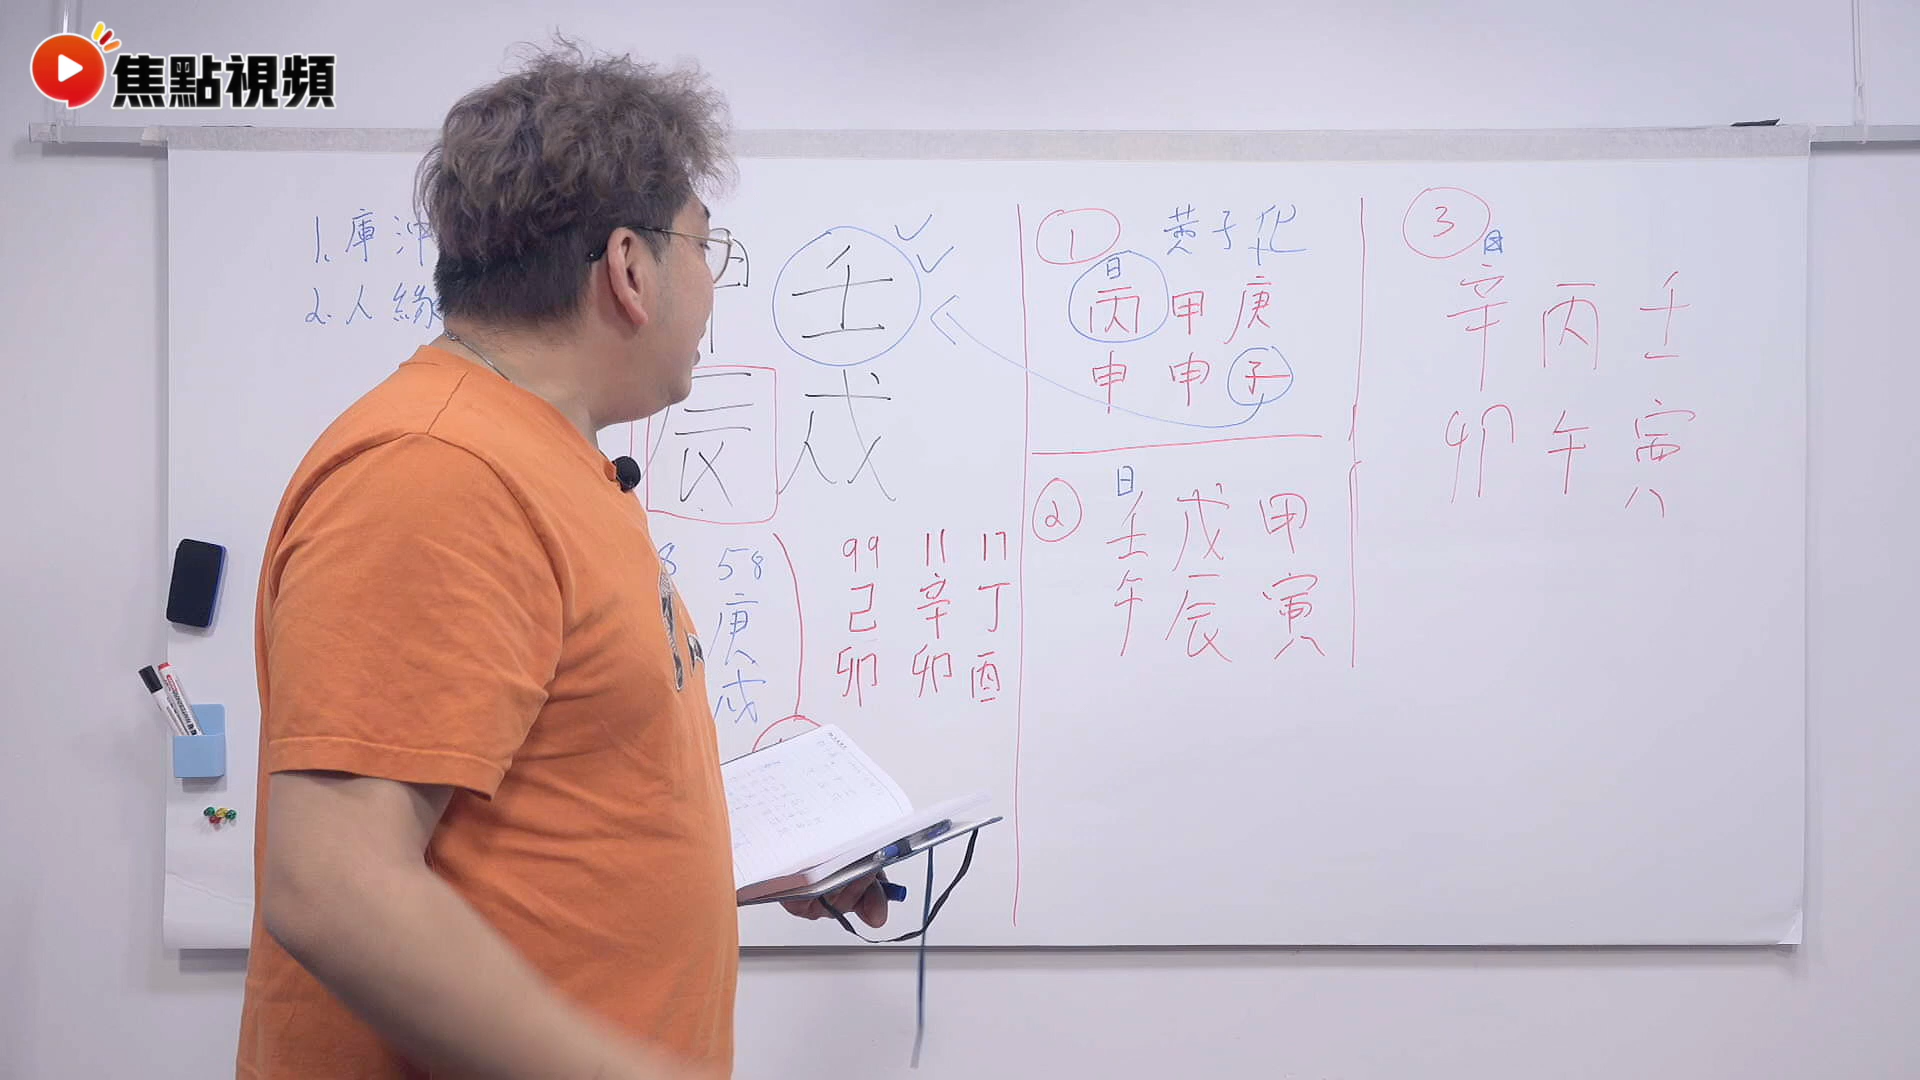 焦點視頻
1.庫沖
2.人緣
壬
辰 戌
58
庚
戌
99 11 17
己 辛 丁
卯 卯 酉
1 黄子华
日
丙 甲 庚
申 申 子
2 日
壬 戊 甲
午 辰 寅
3 日
辛 丙 壬
卯 午 寅